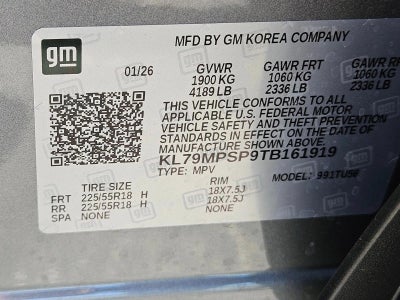 gm
MFD BY GM KOREA COMPANY
01/26 GVWR GAWR FRT GAWR RR
1900 KG 1060 KG 1060 KG
4189 LB 2336 LB 2336 LB
THIS VEHICLE CONFORMS TO ALL
APPLICABLE U.S. FEDERAL MOTOR
VEHICLE SAFETY AND THEFT PREVENTION
STANDARDS IN EFFECT ON THE DATE OF
MANUFACTURE SHOWN ABOVE.
KL79MPSP9TB161919
TYPE: MPV MODEL:
TIRE SIZE RIM
FRT 225/55R18 H 18X7.5J
RR 225/55R18 H 18X7.5J
SPA NONE NONE